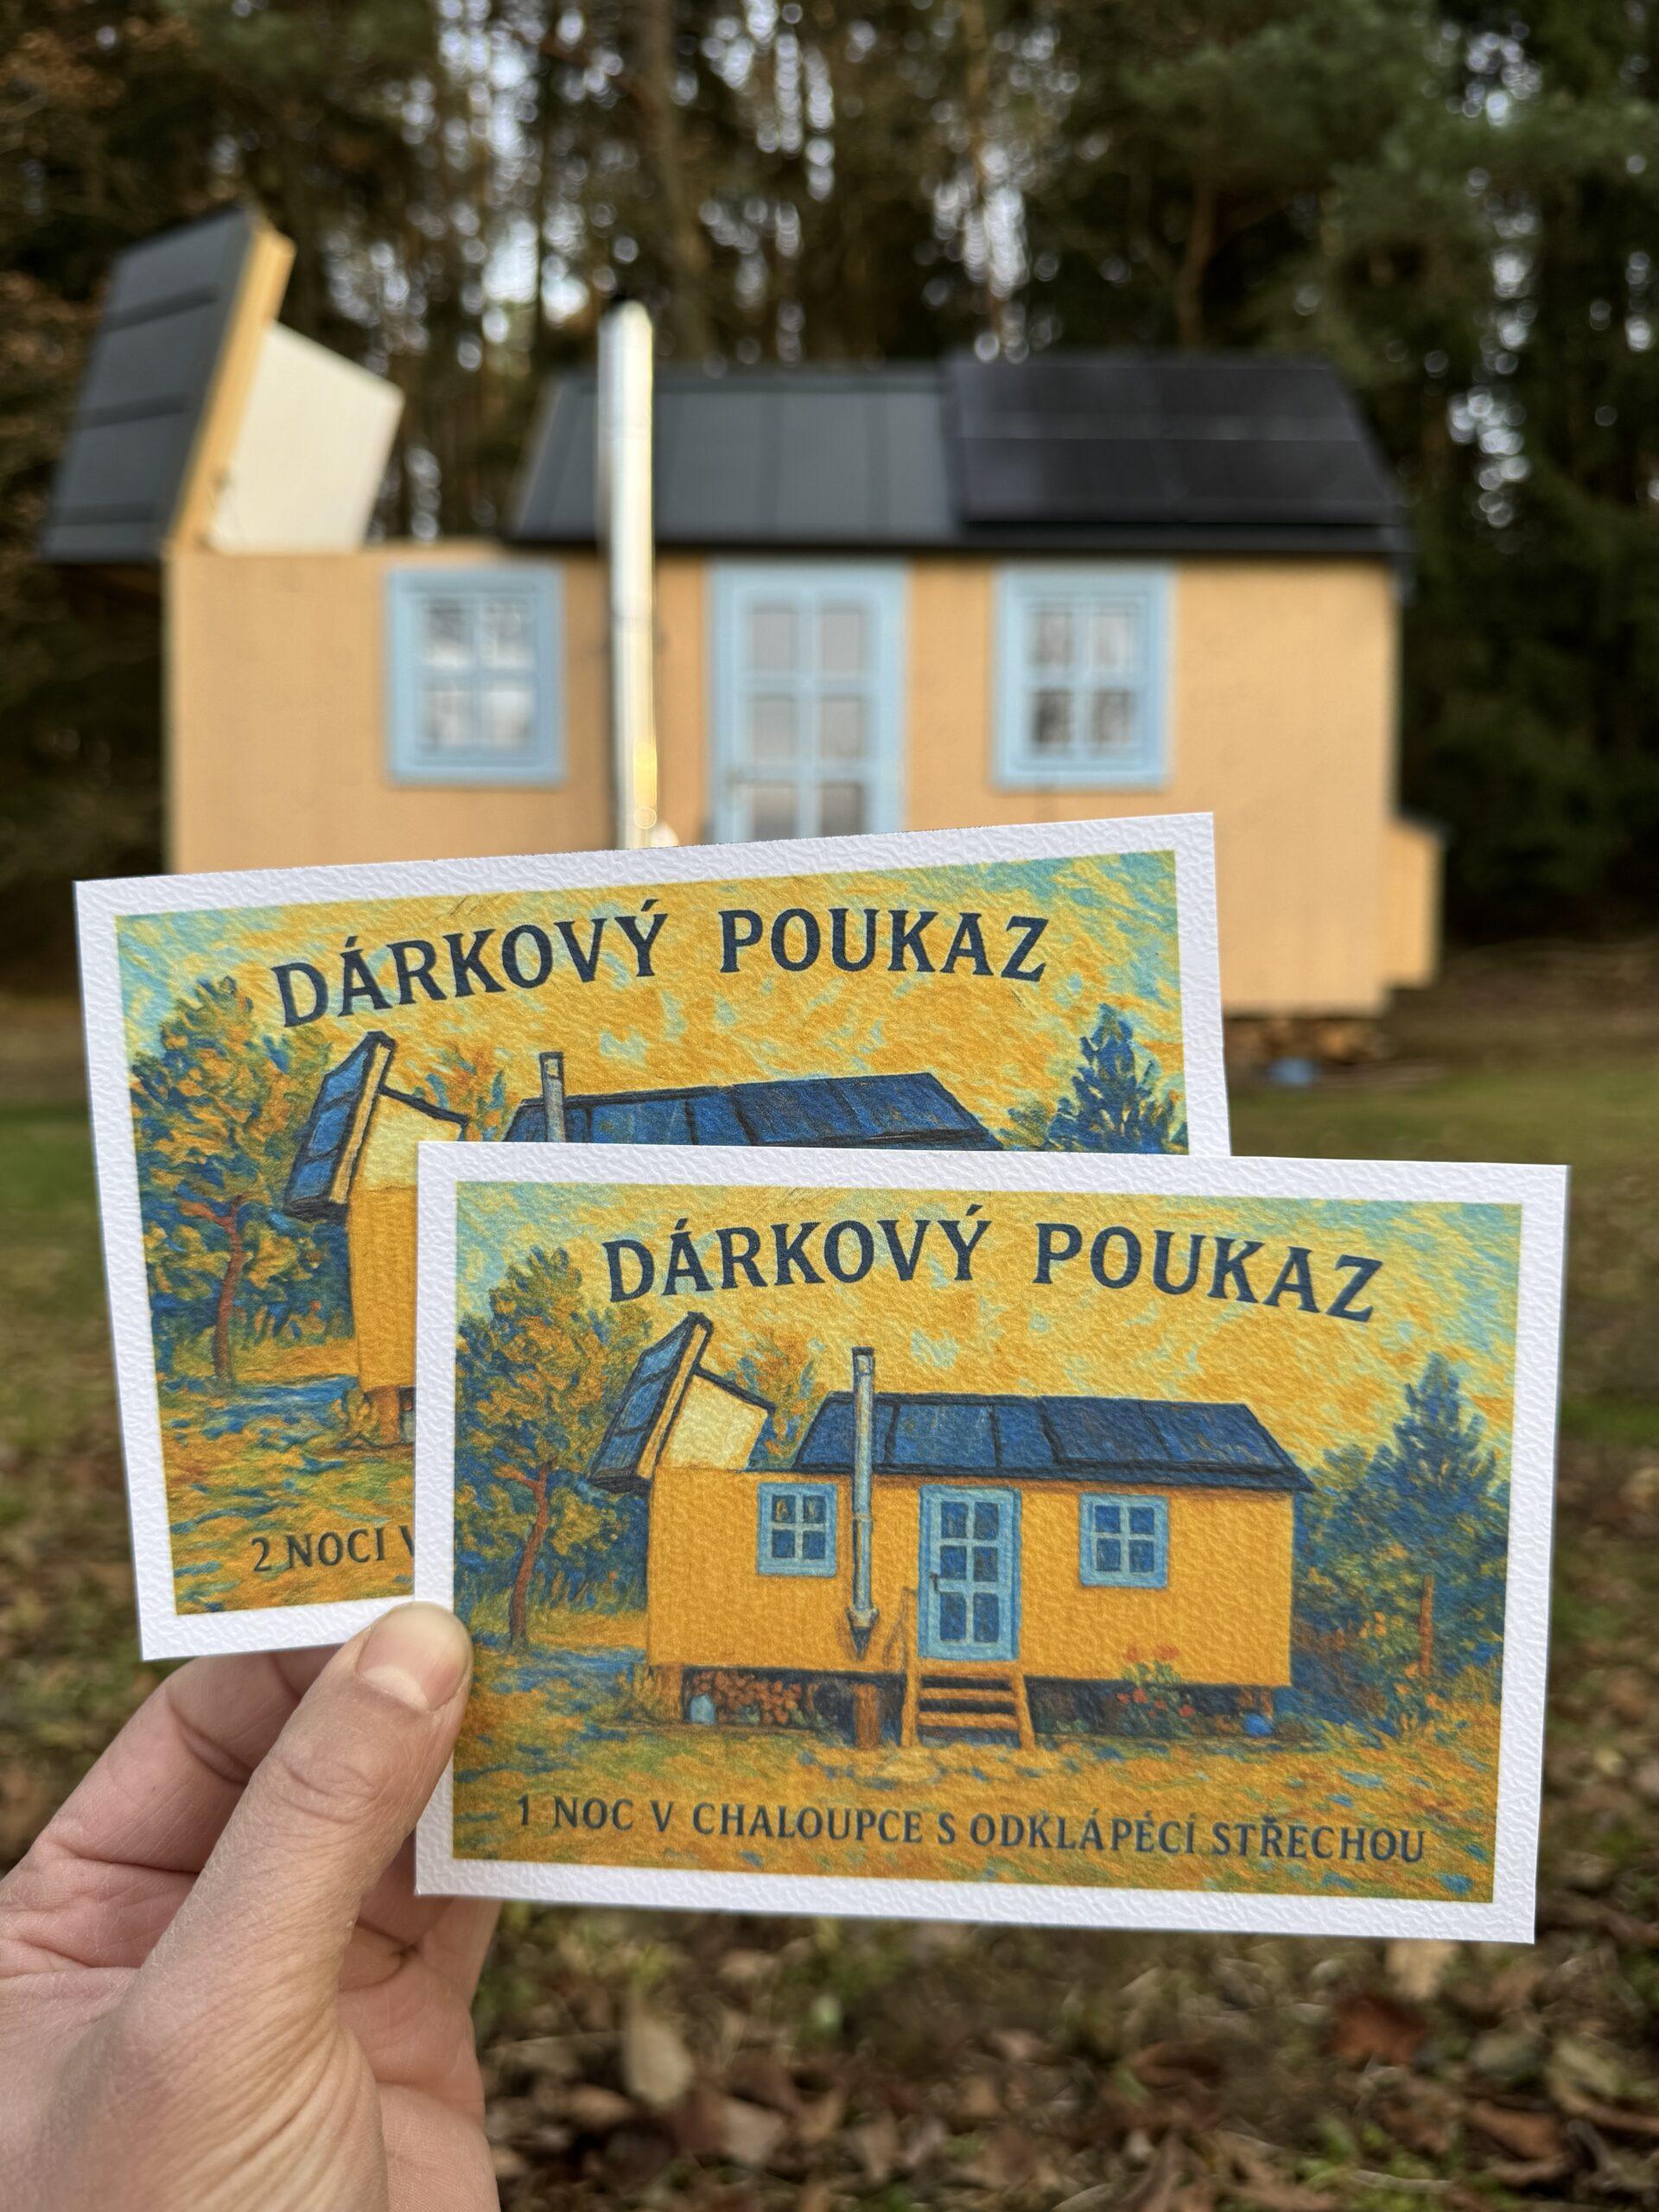 DÁRKOVÝ POUKAZ
2 NOCI V
DÁRKOVÝ POUKAZ
1 NOC V CHALOUPCE S ODKLÁPĚCÍ STŘECHOU